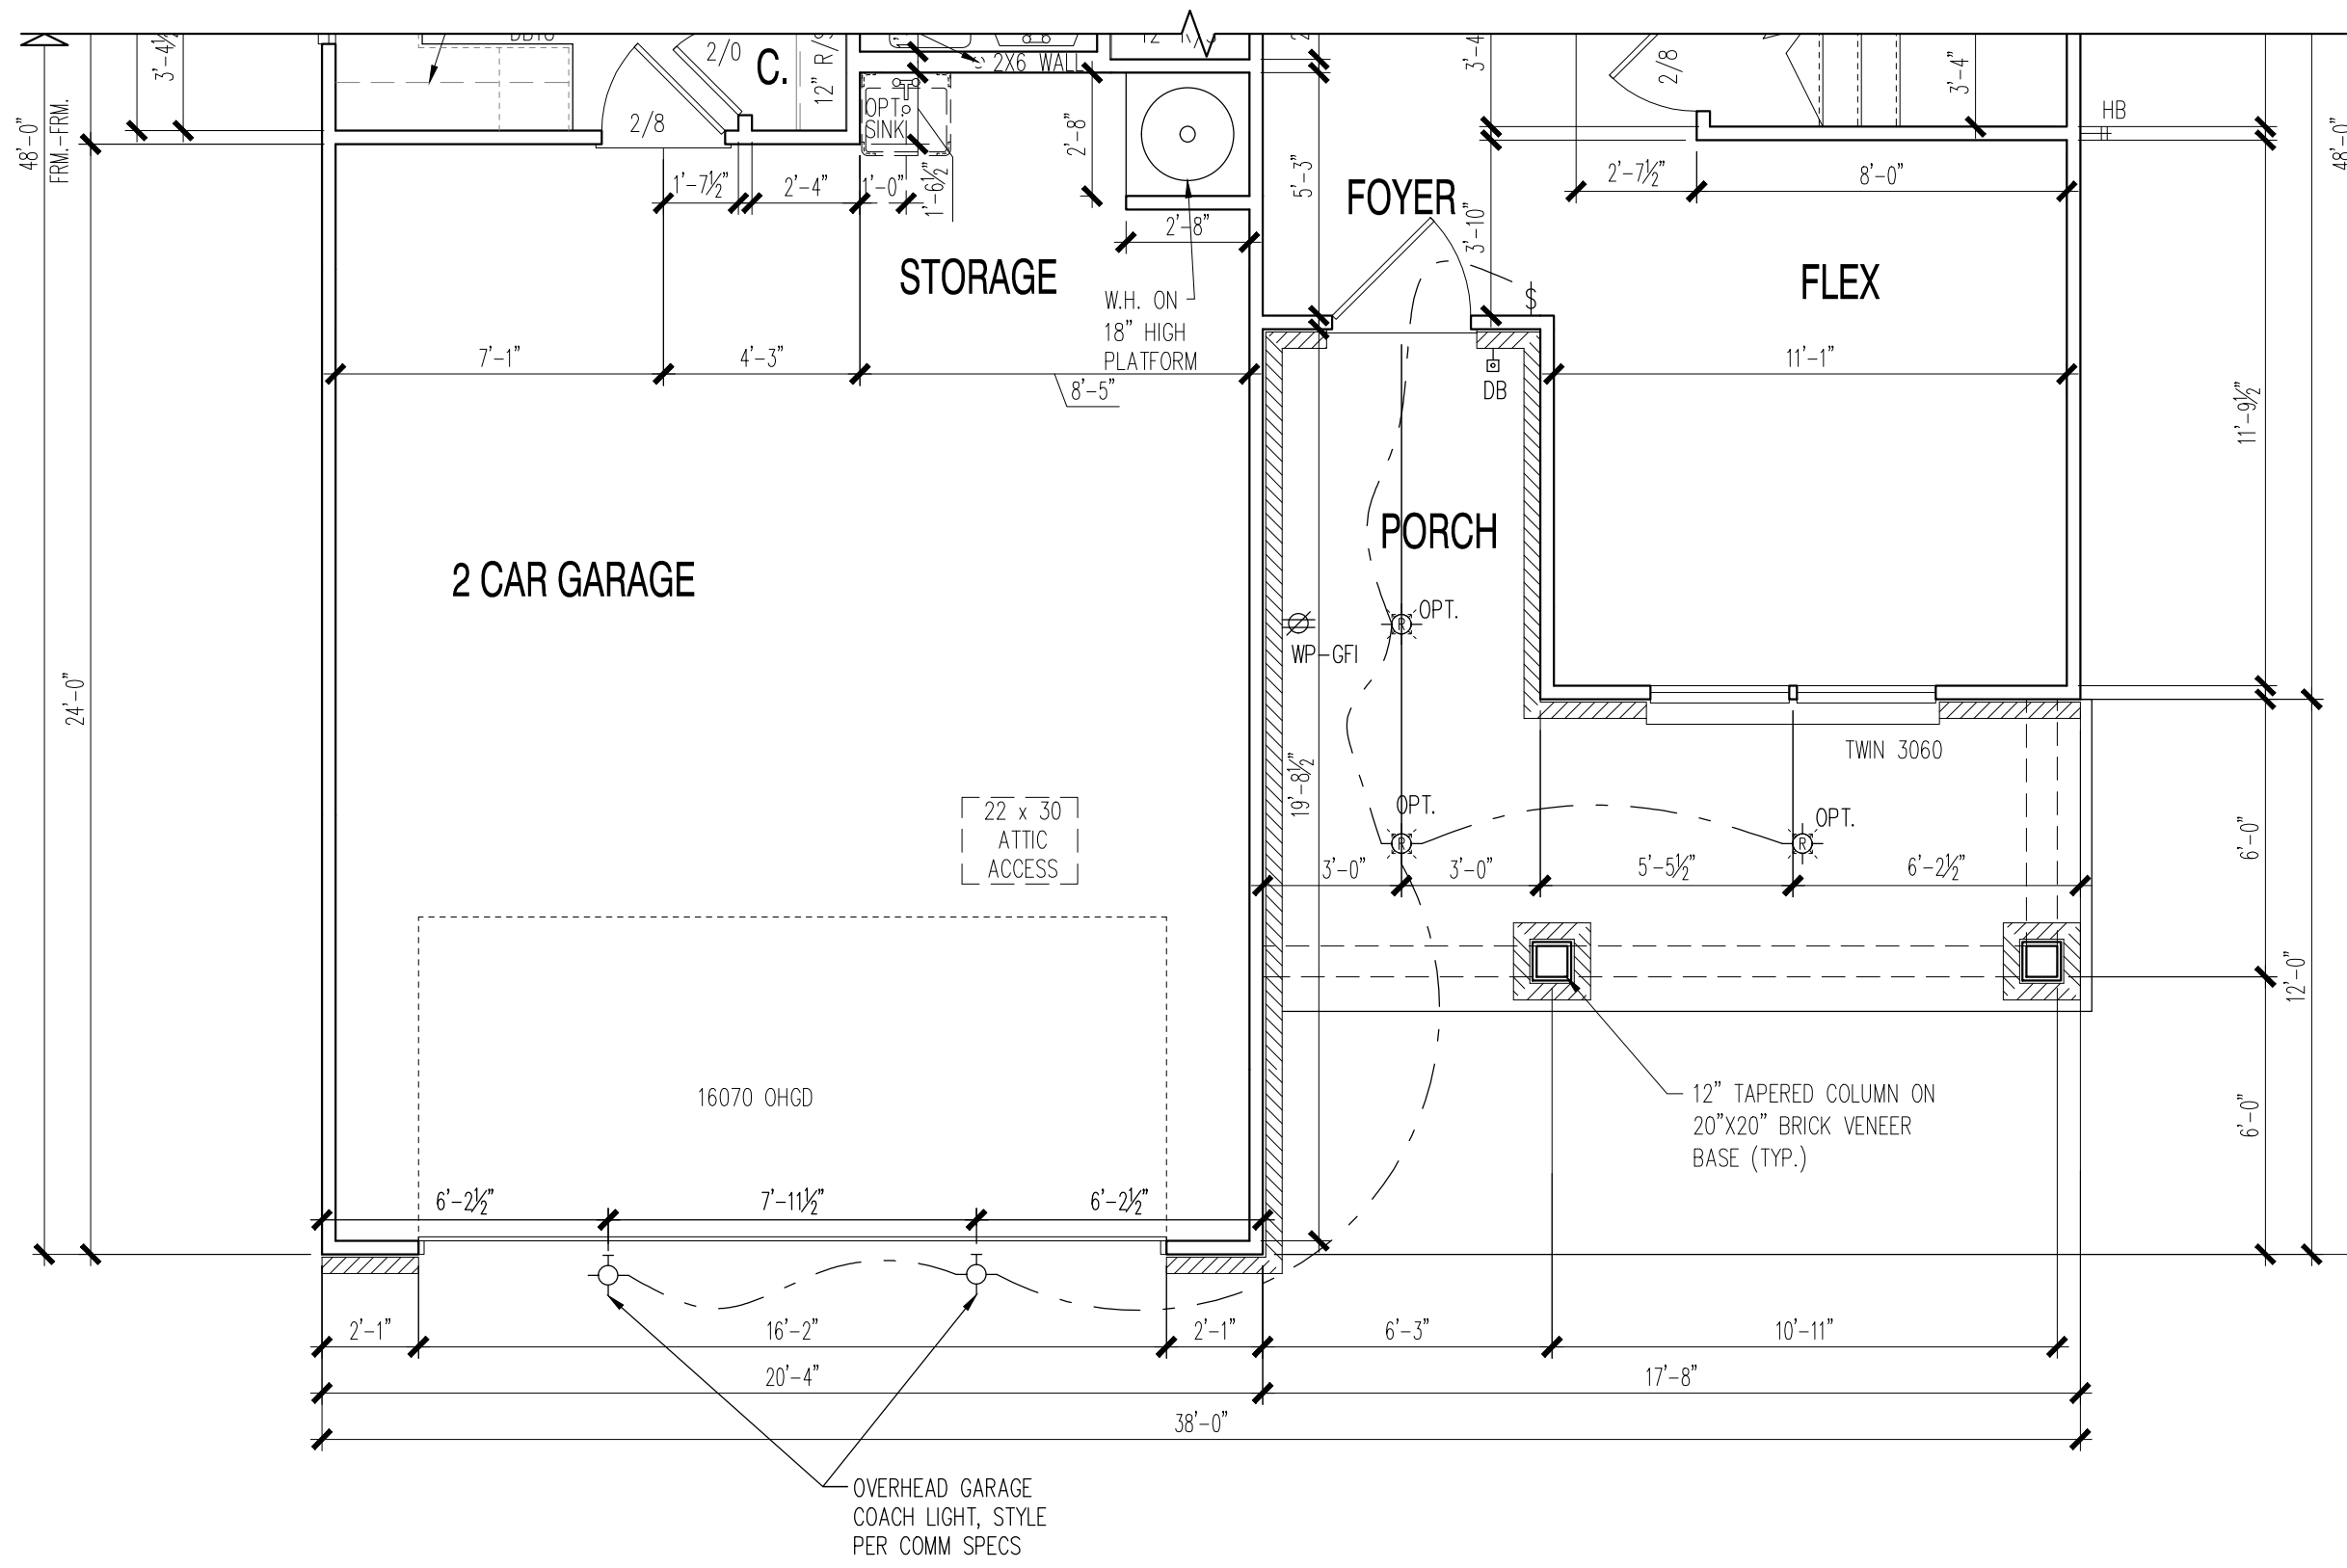 2/0
C.
12" R/S
2X6 WALL
2/8
2/8
OPT.
SINK
HB
3'-4"
3'-4"
2'-8"
48'-0"
FRM.-FRM.
48'-0"
1'-7½"
2'-4"
1'-0"
1'-6½"
5'-3"
2'-7½"
8'-0"
FOYER
2'-8"
3'-10"
STORAGE
FLEX
W.H. ON
18" HIGH
PLATFORM
7'-1"
4'-3"
8'-5"
11'-1"
DB
11'-9½"
PORCH
2 CAR GARAGE
OPT.
WP-GFI
24'-0"
TWIN 3060
19'-8½"
22 x 30
ATTIC
ACCESS
OPT.
OPT.
3'-0"
3'-0"
5'-5½"
6'-2½"
6'-0"
12'-0"
16070 OHGD
12" TAPERED COLUMN ON
20"X20" BRICK VENEER
BASE (TYP.)
6'-0"
6'-2½"
7'-11½"
6'-2½"
2'-1"
16'-2"
2'-1"
6'-3"
10'-11"
20'-4"
17'-8"
38'-0"
OVERHEAD GARAGE
COACH LIGHT, STYLE
PER COMM SPECS